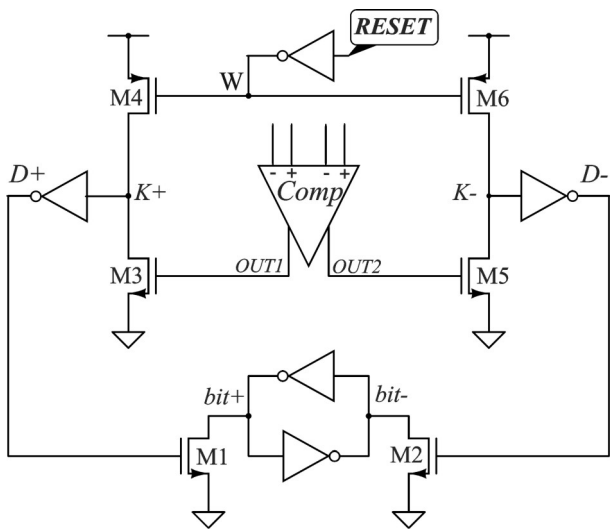 RESET
W
M4
M6
- + - +
Comp
D+
K+
K-
D-
M3
OUT1
OUT2
M5
bit+
bit-
M1
M2